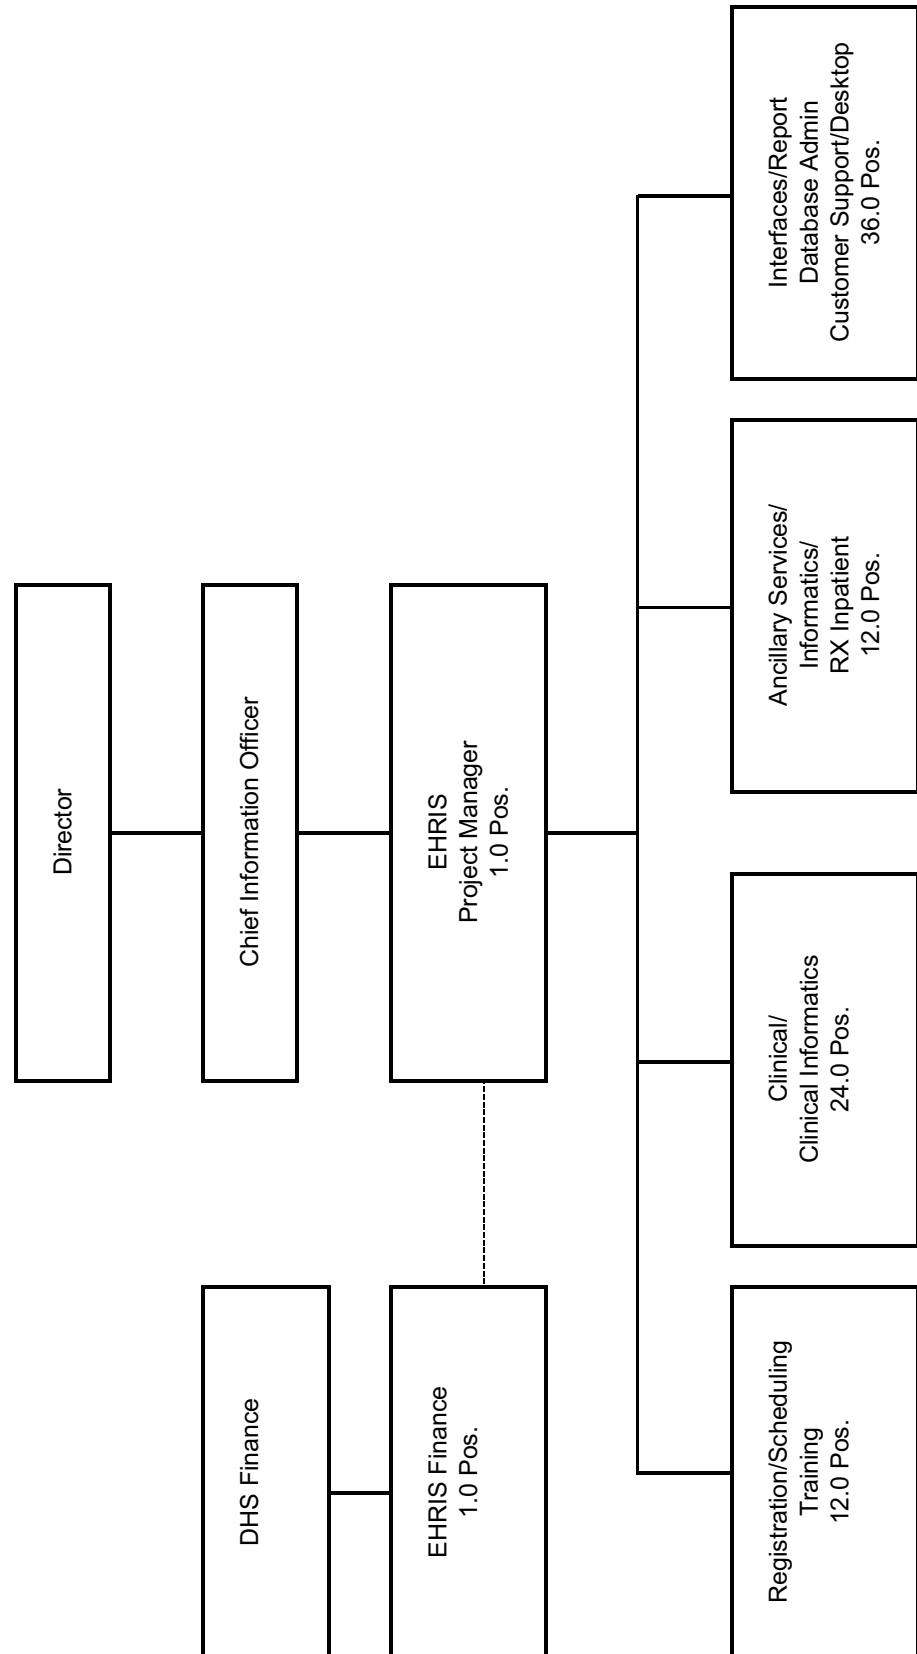 Director
Chief Information Officer
DHS Finance
EHRIS
Project Manager
1.0 Pos.
EHRIS Finance
1.0 Pos.
Registration/Scheduling
Training
12.0 Pos.
Clinical/
Clinical Informatics
24.0 Pos.
Ancillary Services/
Informatics/
RX Inpatient
12.0 Pos.
Interfaces/Report
Database Admin
Customer Support/Desktop
36.0 Pos.